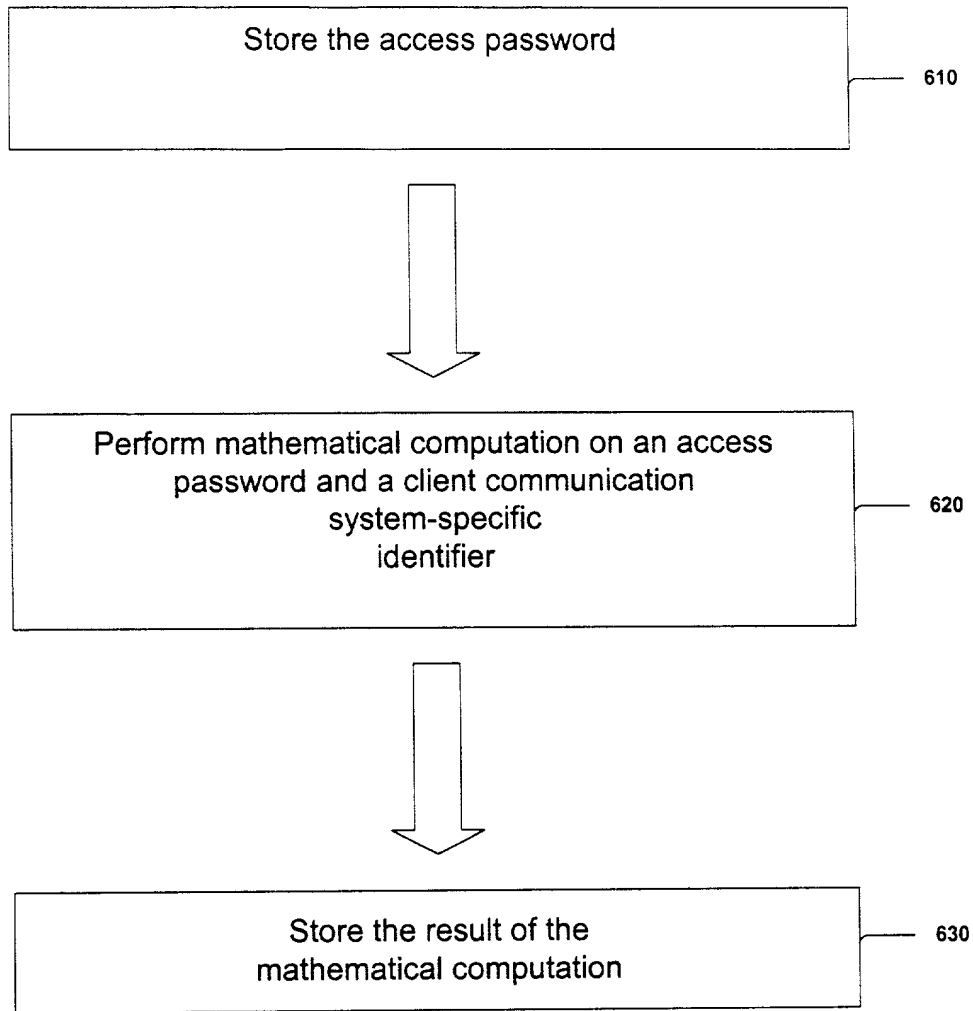 Store the access password
610
Perform mathematical computation on an access
password and a client communication
system-specific
identifier
620
Store the result of the
mathematical computation
630